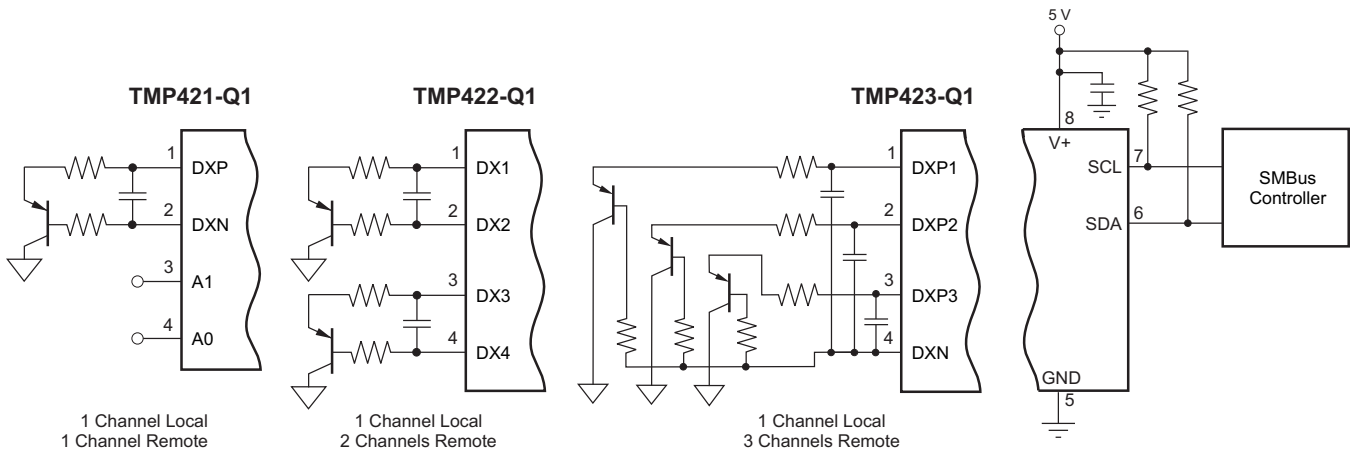 TMP421-Q1
1
DXP
2
DXN
3
A1
4
A0
1 Channel Local
1 Channel Remote
TMP422-Q1
1
DX1
2
DX2
3
DX3
4
DX4
1 Channel Local
2 Channels Remote
TMP423-Q1
1
DXP1
2
DXP2
3
DXP3
4
DXN
1 Channel Local
3 Channels Remote
5 V
8
V+
7
SCL
6
SDA
GND
5
SMBus
Controller